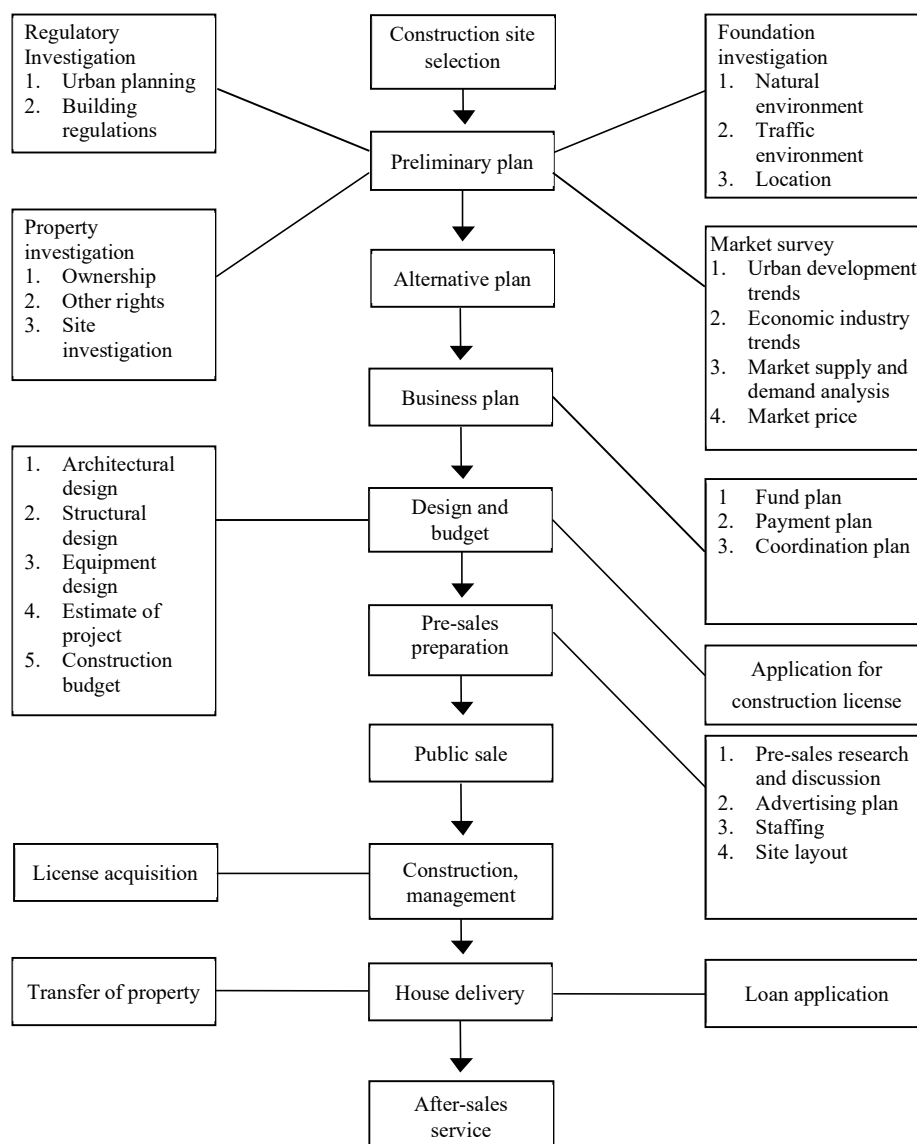 Regulatory
Investigation
1. Urban planning
2. Building
regulations
Construction site
selection
Foundation
investigation
1. Natural
environment
2. Traffic
environment
3. Location
Preliminary plan
Property
investigation
1. Ownership
2. Other rights
3. Site
investigation
Market survey
1. Urban development
trends
2. Economic industry
trends
3. Market supply and
demand analysis
4. Market price
Alternative plan
Business plan
1. Architectural
design
2. Structural
design
3. Equipment
design
4. Estimate of
project
5. Construction
budget
Design and
budget
1 Fund plan
2. Payment plan
3. Coordination plan
Pre-sales
preparation
Application for
construction license
Public sale
1. Pre-sales research
and discussion
2. Advertising plan
3. Staffing
4. Site layout
License acquisition
Construction,
management
Transfer of property
House delivery
Loan application
After-sales
service